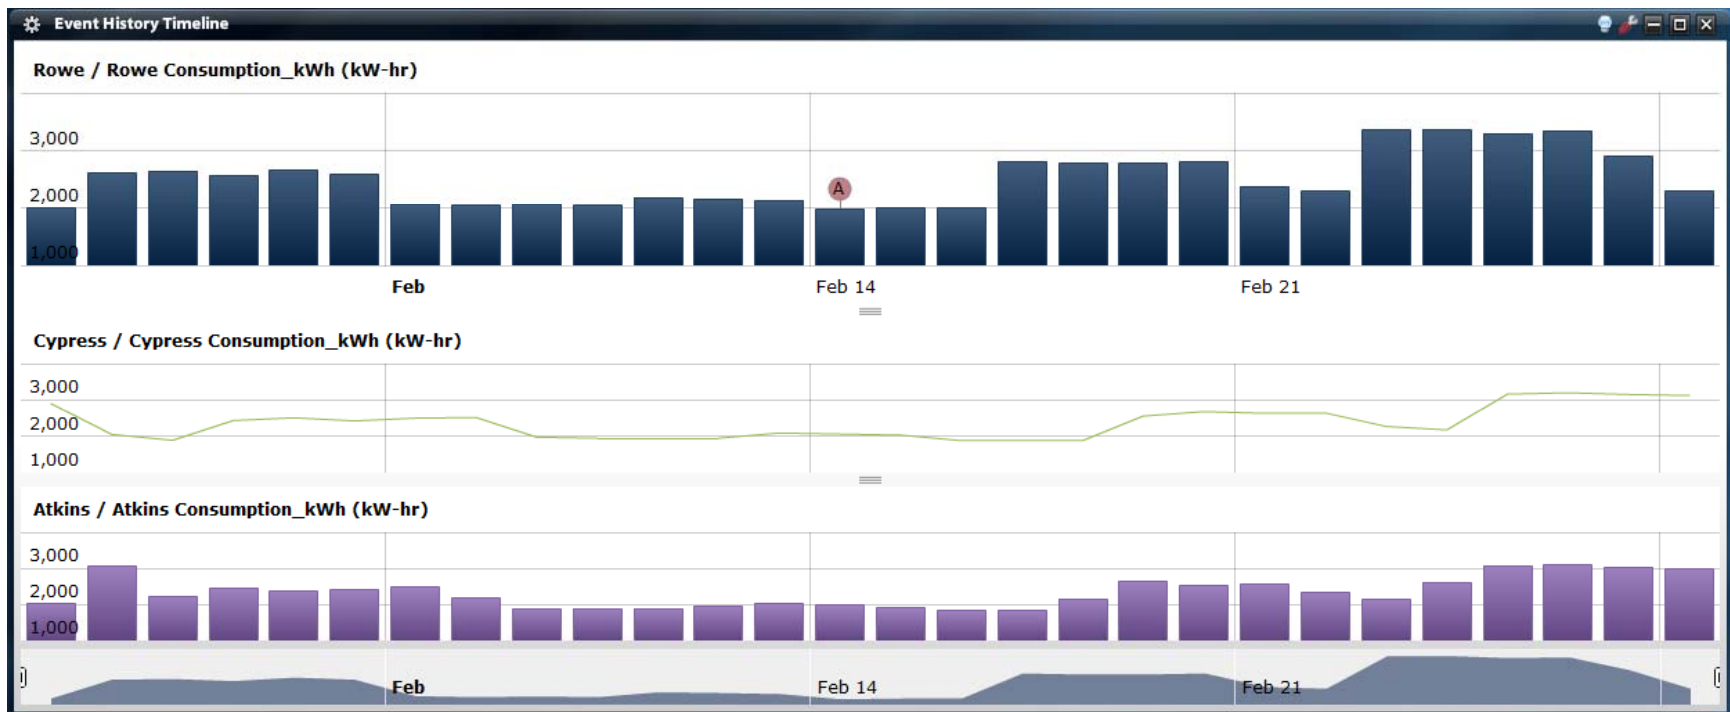 Event History Timeline
Rowe / Rowe Consumption_kWh (kW-hr)
3,000
2,000
A
1,000
Feb
Feb 14
Feb 21
Cypress / Cypress Consumption_kWh (kW-hr)
3,000
2,000
1,000
Atkins / Atkins Consumption_kWh (kW-hr)
3,000
2,000
1,000
Feb
Feb 14
Feb 21